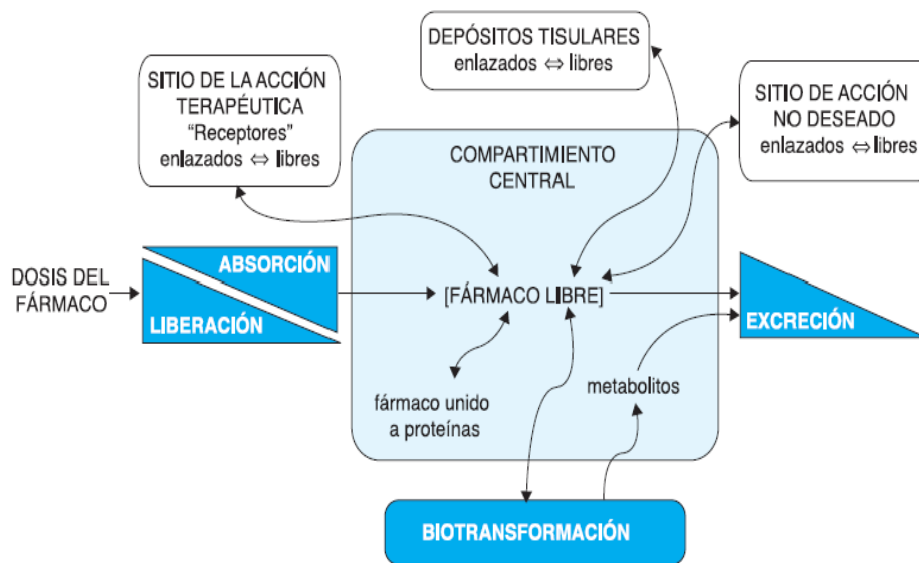 DEPÓSITOS TISULARES
enlazados ⇔ libres
SITIO DE LA ACCIÓN
TERAPÉUTICA
“Receptores”
enlazados ⇔ libres
SITIO DE ACCIÓN
NO DESEADO
enlazados ⇔ libres
COMPARTIMIENTO
CENTRAL
DOSIS DEL
FÁRMACO
ABSORCIÓN
LIBERACIÓN
[FÁRMACO LIBRE]
EXCRECIÓN
fármaco unido
a proteínas
metabolitos
BIOTRANSFORMACIÓN